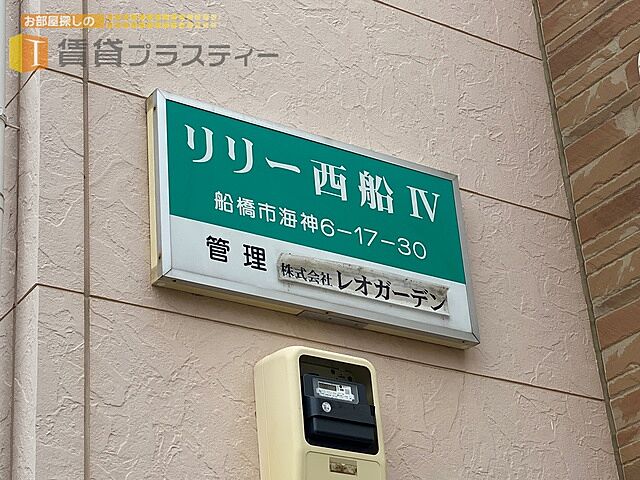 お部屋探しの
賃貸プラスティー
リリー西船 Ⅳ
船橋市海神6-17-30
管理 株式会社 レオガーデン